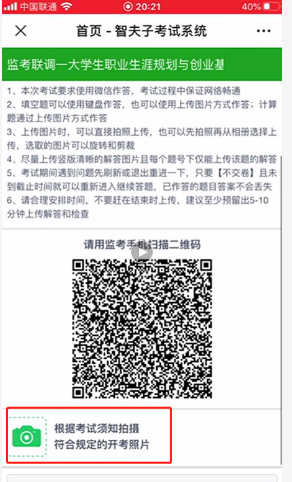 中国联通
20:21
40%
首页 - 智夫子考试系统
监考联调一大学生职业生涯规划与创业基
1、本次考试要求使用微信作答，考试过程中保证网络畅通
2、填空题可以使用键盘作答，也可以使用上传图片方式作答；计算
题通过上传图片方式作答
3、上传图片时，可以直接拍照上传，也可以先拍照再从相册选择上
传，选取的图片可以旋转和剪裁
4、尽量上传竖版清晰的解答图片且每个题号下仅能上传该题的解答
5、考试期间遇到问题先刷新或退出重进一下，只要【不交卷】且未
到截止时间就可以重新进入继续答题，已作答的题目答案不会丢失
6、请合理安排时间，不要赶在结束时上传，建议至少预留出5-10
分钟上传解答和检查
请用监考手机扫描二维码
根据考试须知拍摄
符合规定的开考照片